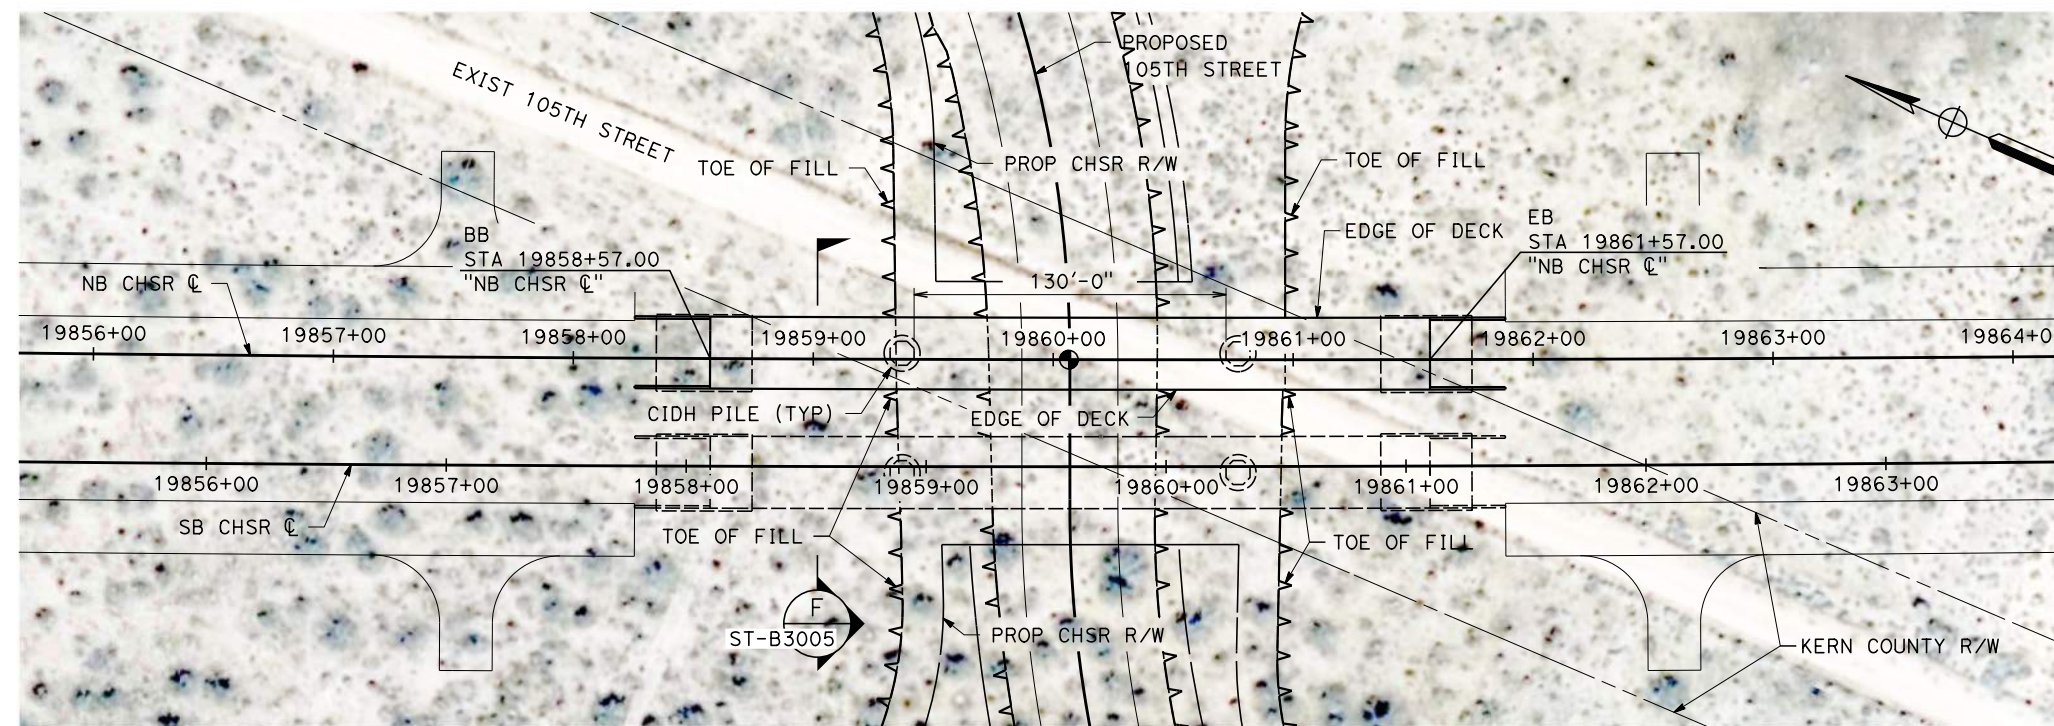 PROPOSED
105TH STREET
EXIST 105TH STREET
TOE OF FILL
PROP CHSR R/W
TOE OF FILL
BB
STA 19858+57.00
"NB CHSR ℄"
EDGE OF DECK
EB
STA 19861+57.00
"NB CHSR ℄"
NB CHSR ℄
130'-0"
19856+00
19857+00
19858+00
19859+00
19860+00
19861+00
19862+00
19863+00
19864+0
CIDH PILE (TYP)
EDGE OF DECK
19856+00
19857+00
19858+00
19859+00
19860+00
19861+00
19862+00
19863+00
SB CHSR ℄
TOE OF FILL
TOE OF FILL
F
ST-B3005
PROP CHSR R/W
KERN COUNTY R/W